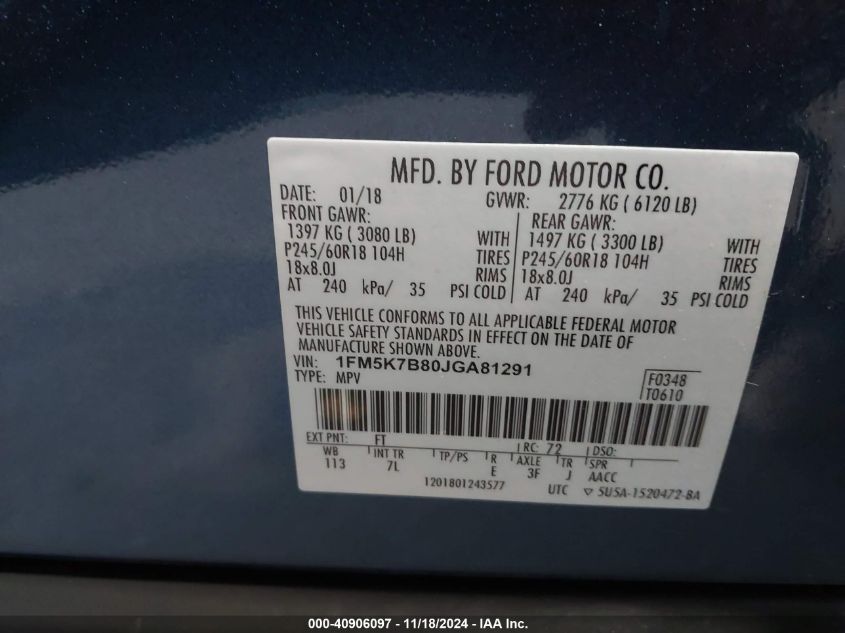 MFD. BY FORD MOTOR CO.
DATE: 01/18 GVWR: 2776 KG ( 6120 LB)
FRONT GAWR: REAR GAWR:
1397 KG ( 3080 LB) WITH 1497 KG ( 3300 LB) WITH
P245/60R18 104H TIRES P245/60R18 104H TIRES
18x8.0J RIMS 18x8.0J RIMS
AT 240 kPa/ 35 PSI COLD AT 240 kPa/ 35 PSI COLD
THIS VEHICLE CONFORMS TO ALL APPLICABLE FEDERAL MOTOR
VEHICLE SAFETY STANDARDS IN EFFECT ON THE DATE OF
MANUFACTURE SHOWN ABOVE.
VIN: 1FM5K7B80JGA81291
TYPE: MPV
F0348
T0610
EXT PNT: FT RC: 72 DSO:
WB INT TR TP/PS R AXLE TR SPR
113 7L E 3F J AACC
1201801243577 UTC ▽ 5U5A-1520472-BA
000-40906097 - 11/18/2024 - IAA Inc.